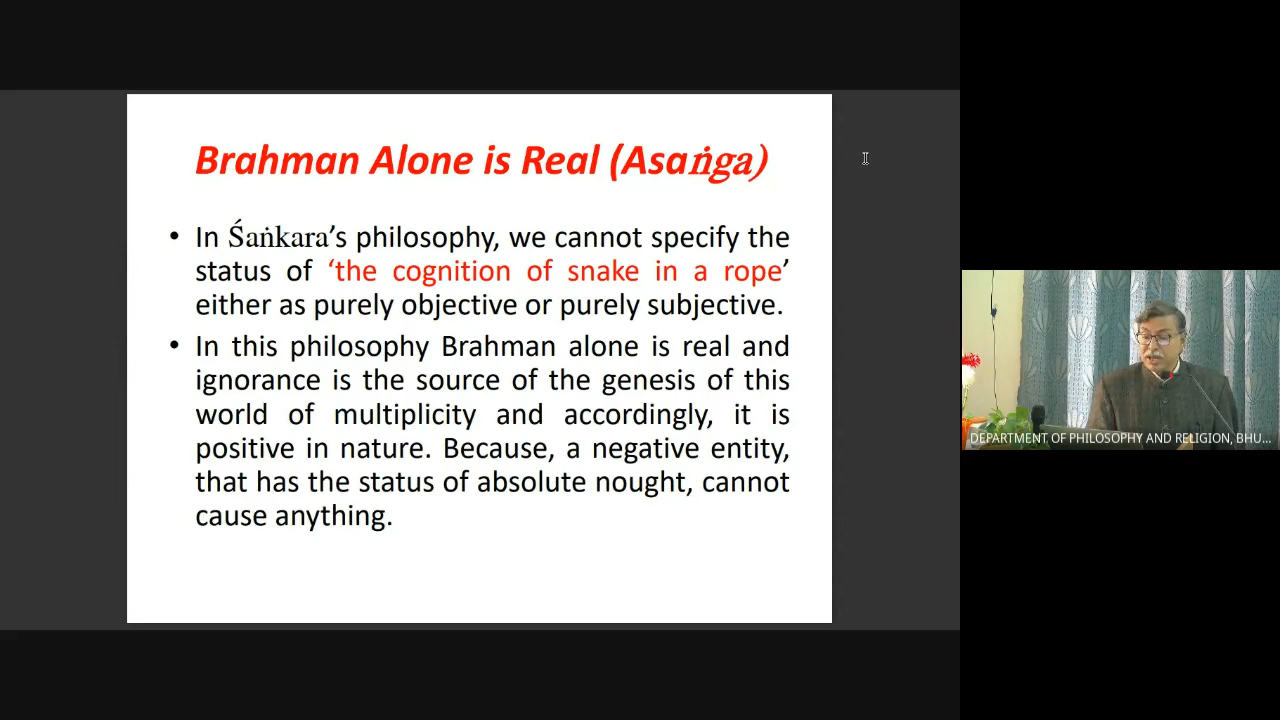 Brahman Alone is Real (Asaṅga)
• In Śaṅkara's philosophy, we cannot specify the
status of ‘the cognition of snake in a rope’
either as purely objective or purely subjective.
• In this philosophy Brahman alone is real and
ignorance is the source of the genesis of this
world of multiplicity and accordingly, it is
positive in nature. Because, a negative entity,
that has the status of absolute nought, cannot
cause anything.
DEPARTMENT OF PHILOSOPHY AND RELIGION, BHU...